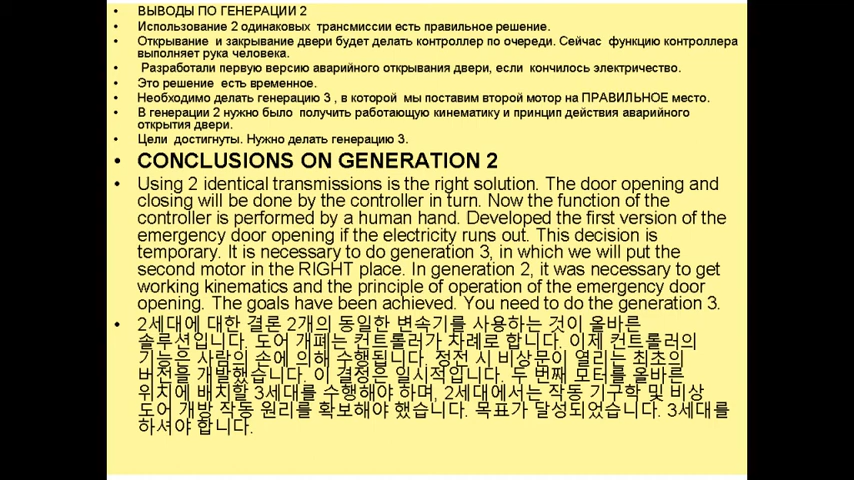 • ВЫВОДЫ ПО ГЕНЕРАЦИИ 2
• Использование 2 одинаковых трансмиссии есть правильное решение.
• Открывание и закрывание двери будет делать контроллер по очереди. Сейчас функцию контроллера
выполняет рука человека.
• Разработали первую версию аварийного открывания двери, если кончилось электричество.
• Это решение есть временное.
• Необходимо делать генерацию 3 , в которой мы поставим второй мотор на ПРАВИЛЬНОЕ место.
• В генерации 2 нужно было получить работающую кинематику и принцип действия аварийного
открытия двери.
• Цели достигнуты. Нужно делать генерацию 3.
• CONCLUSIONS ON GENERATION 2
• Using 2 identical transmissions is the right solution. The door opening and
closing will be done by the controller in turn. Now the function of the
controller is performed by a human hand. Developed the first version of the
emergency door opening if the electricity runs out. This decision is
temporary. It is necessary to do generation 3, in which we will put the
second motor in the RIGHT place. In generation 2, it was necessary to get
working kinematics and the principle of operation of the emergency door
opening. The goals have been achieved. You need to do the generation 3.
• 2세대에 대한 결론 2개의 동일한 변속기를 사용하는 것이 올바른
솔루션입니다. 도어 개폐는 컨트롤러가 차례로 합니다. 이제 컨트롤러의
기능은 사람의 손에 의해 수행됩니다. 정전 시 비상문이 열리는 최초의
버전을 개발했습니다. 이 결정은 일시적입니다. 두 번째 모터를 올바른
위치에 배치할 3세대를 수행해야 하며, 2세대에서는 작동 기구학 및 비상
도어 개방 작동 원리를 확보해야 했습니다. 목표가 달성되었습니다. 3세대를
하셔야 합니다.